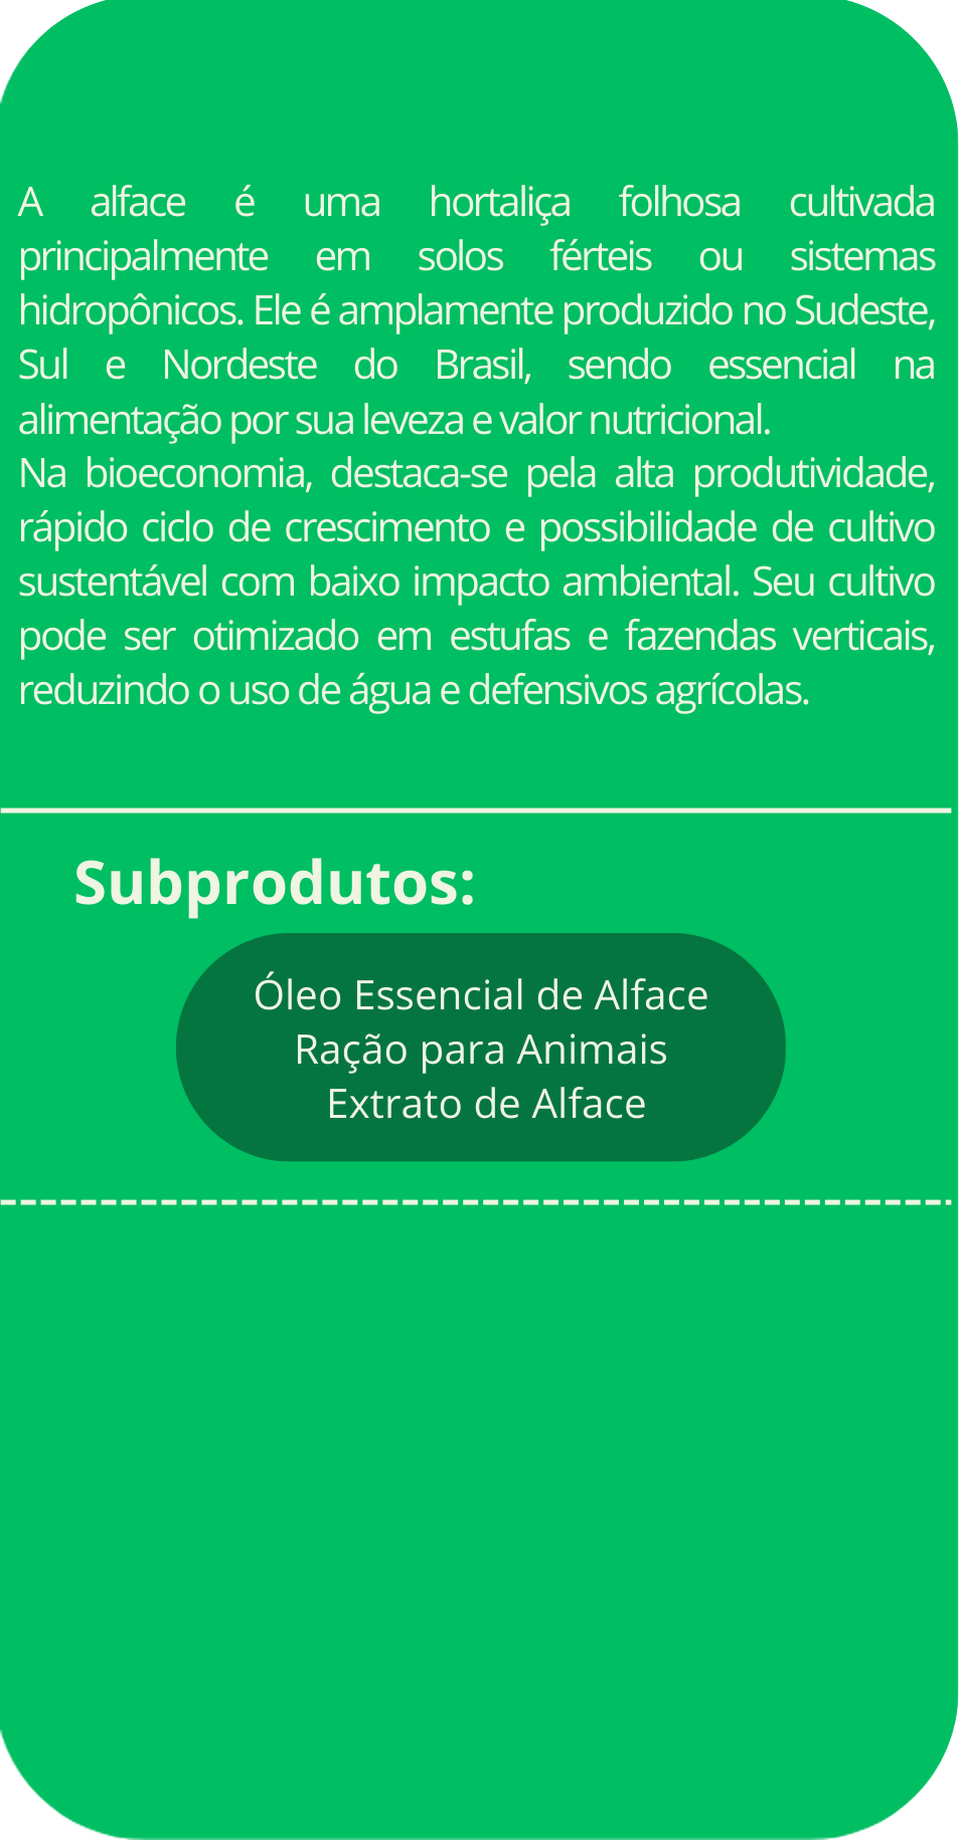 A alface é uma hortaliça folhosa cultivada
principalmente em solos férteis ou sistemas
hidropônicos. Ele é amplamente produzido no Sudeste,
Sul e Nordeste do Brasil, sendo essencial na
alimentação por sua leveza e valor nutricional.
Na bioeconomia, destaca-se pela alta produtividade,
rápido ciclo de crescimento e possibilidade de cultivo
sustentável com baixo impacto ambiental. Seu cultivo
pode ser otimizado em estufas e fazendas verticais,
reduzindo o uso de água e defensivos agrícolas.
Subprodutos:
Óleo Essencial de Alface
Ração para Animais
Extrato de Alface